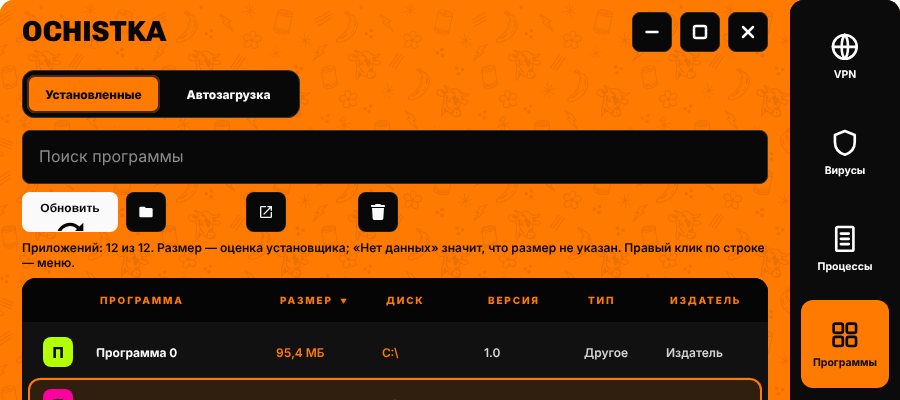 OCHISTKA
VPN
Установленные
Автозагрузка
Поиск программы
Вирусы
Обновить
Приложений: 12 из 12. Размер — оценка установщика; «Нет данных» значит, что размер не указан. Правый клик по строке
— меню.
Процессы
ПРОГРАММА РАЗМЕР ▼ ДИСК ВЕРСИЯ ТИП ИЗДАТЕЛЬ
П Программа 0 95,4 МБ C:\ 1.0 Другое Издатель
Программы